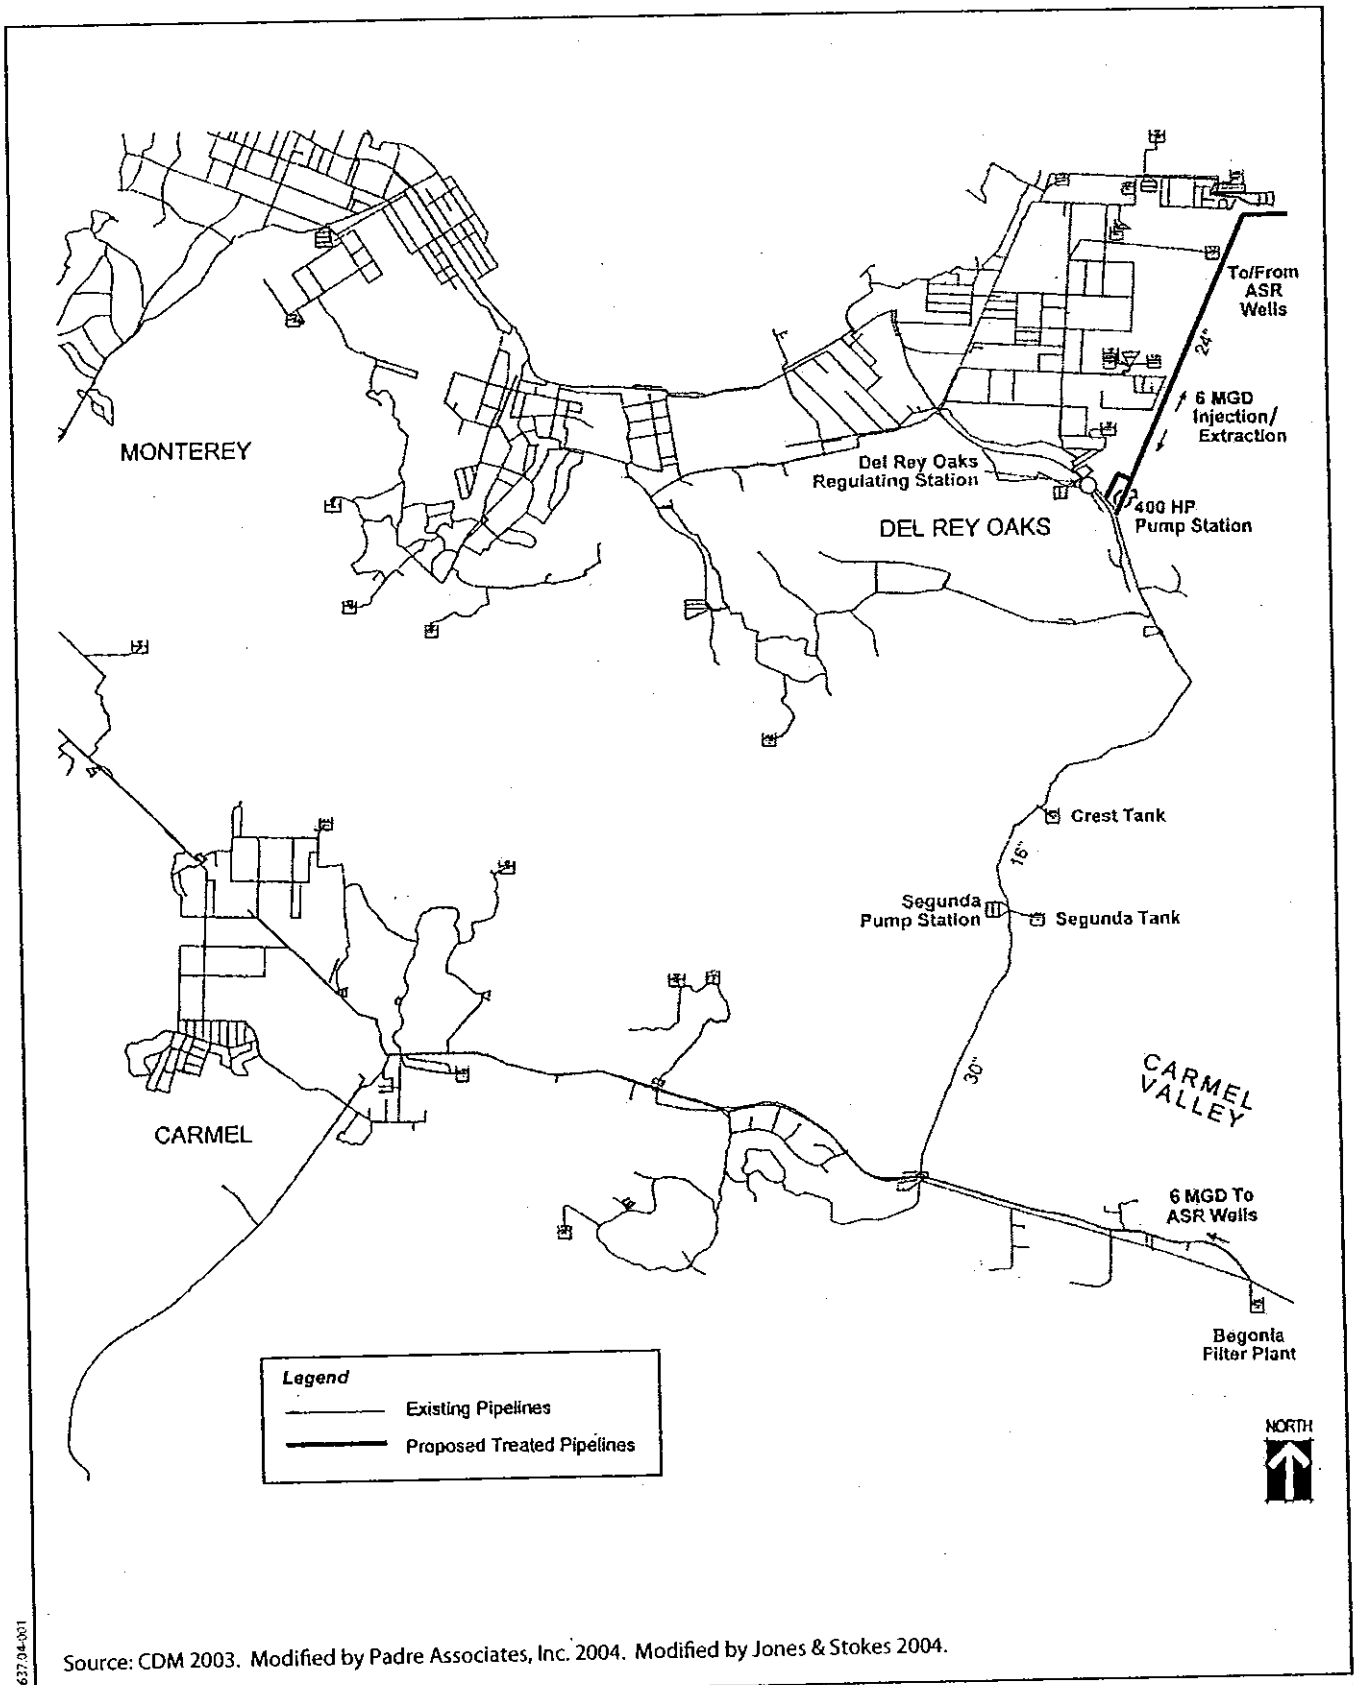 To/From
ASR
Wells
24"
6 MGD
Injection/
Extraction
MONTEREY
Del Rey Oaks
Regulating Station
DEL REY OAKS
400 HP
Pump Station
Crest Tank
16"
Segunda
Pump Station
Segunda Tank
30"
CARMEL
VALLEY
CARMEL
6 MGD To
ASR Wells
Begonia
Filter Plant
Legend
Existing Pipelines
Proposed Treated Pipelines
NORTH
637.04-001
Source: CDM 2003. Modified by Padre Associates, Inc. 2004. Modified by Jones & Stokes 2004.